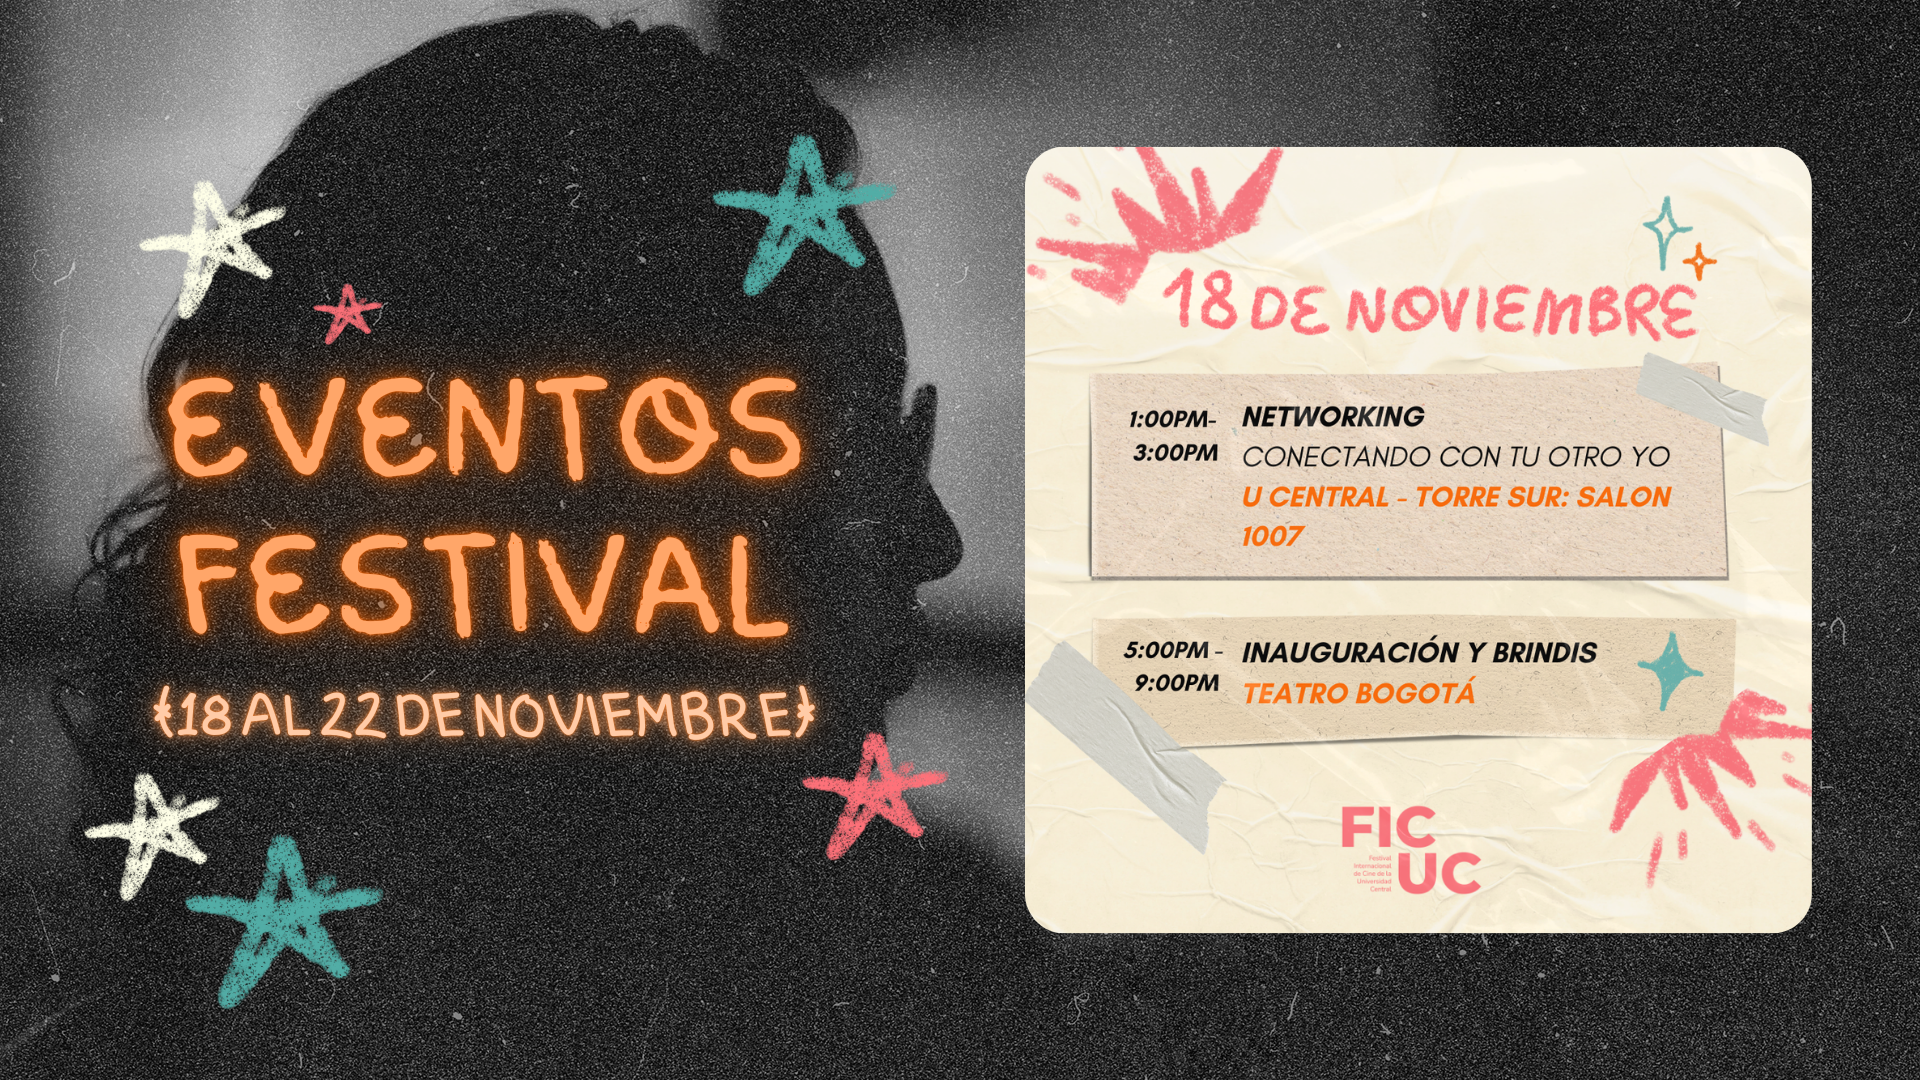 EVENTOS
FESTIVAL
(18 AL 22 DE NOVIEMBRE)
18 DE NOVIEMBRE
1:00PM-
3:00PM
NETWORKING
CONECTANDO CON TU OTRO YO
U CENTRAL - TORRE SUR: SALON
1007
5:00PM -
9:00PM
INAUGURACIÓN Y BRINDIS
TEATRO BOGOTÁ
FIC
UC
Festival
Internacional
de Cine de la
Universidad
Central